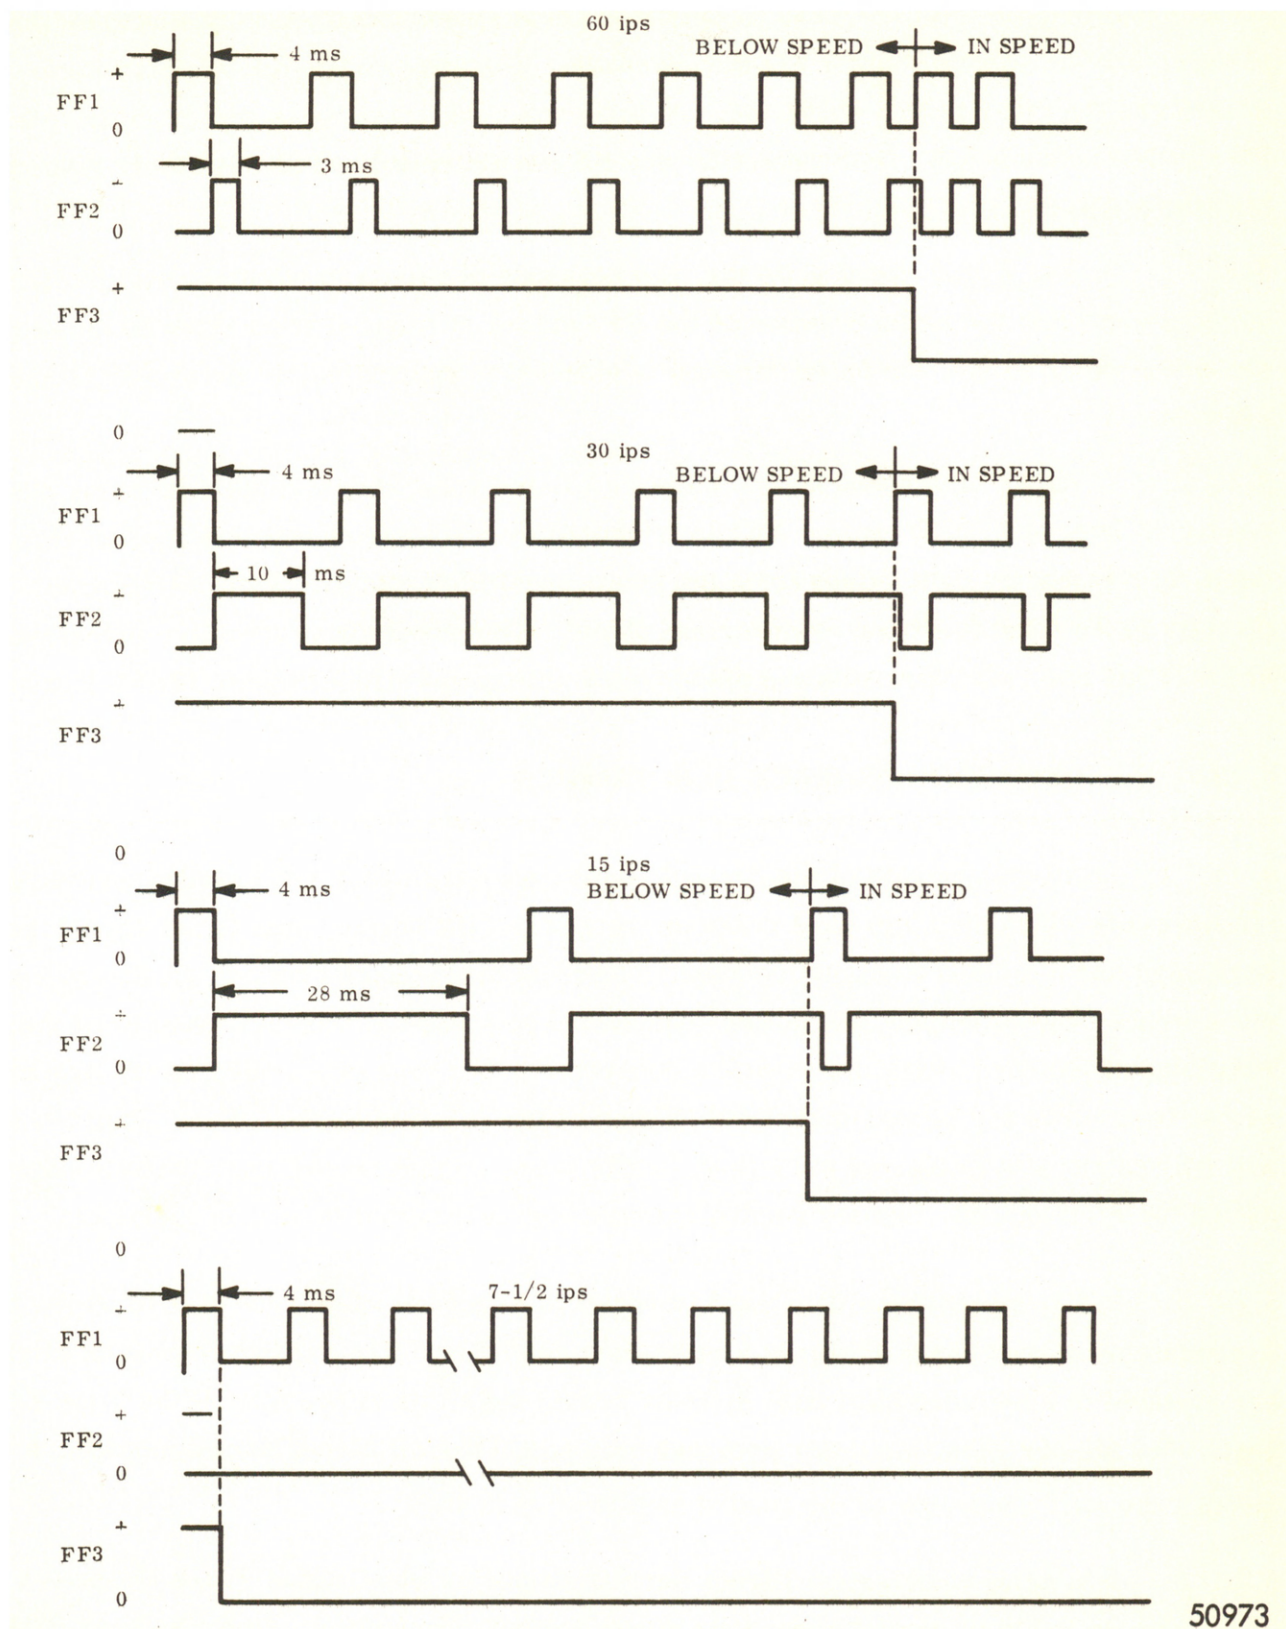 60 ips
BELOW SPEED IN SPEED
4 ms
+
FF1
0
3 ms
+
FF2
0
+
FF3
0
30 ips
4 ms
BELOW SPEED IN SPEED
+
FF1
0
10 ms
+
FF2
0
+
FF3
0
15 ips
4 ms
BELOW SPEED IN SPEED
+
FF1
0
28 ms
+
FF2
0
+
FF3
0
4 ms
7-1/2 ips
+
FF1
0
+
FF2
0
+
FF3
0
50973